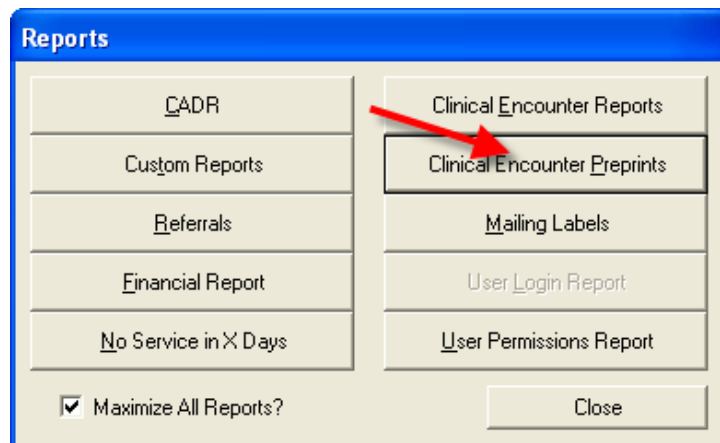 Reports
CADR
Clinical Encounter Reports
Custom Reports
Clinical Encounter Preprints
Referrals
Mailing Labels
Financial Report
User Login Report
No Service in X Days
User Permissions Report
Maximize All Reports?
Close